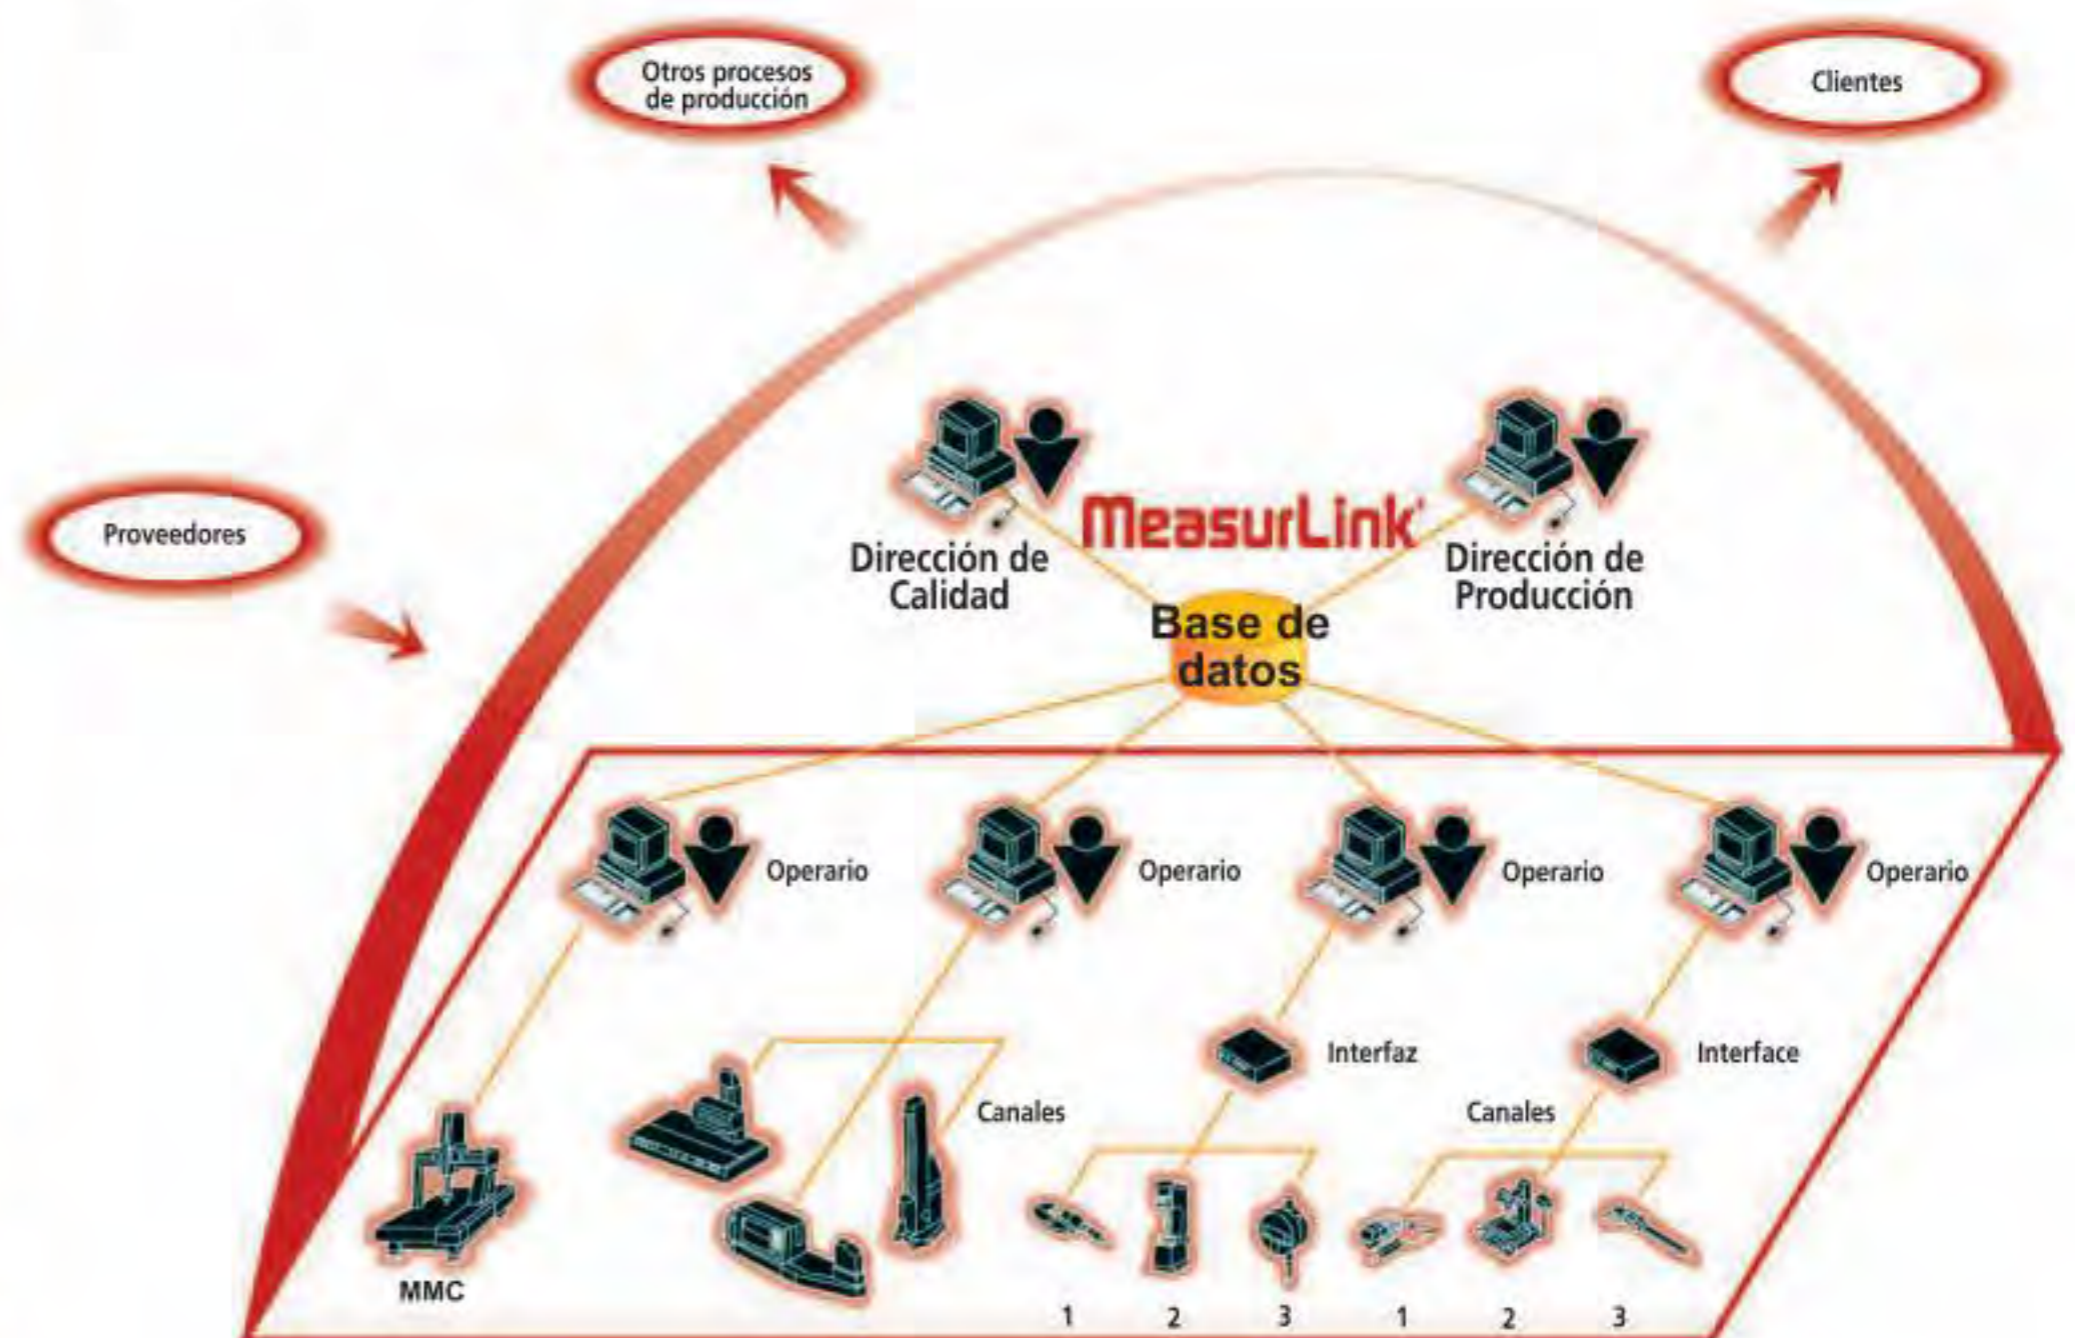 Otros procesos
de producción
Clientes
Proveedores
MeasurLink
Dirección de
Calidad
Dirección de
Producción
Base de
datos
Operario
Operario
Operario
Operario
Interfaz
Interface
Canales
Canales
MMC
1
2
3
1
2
3